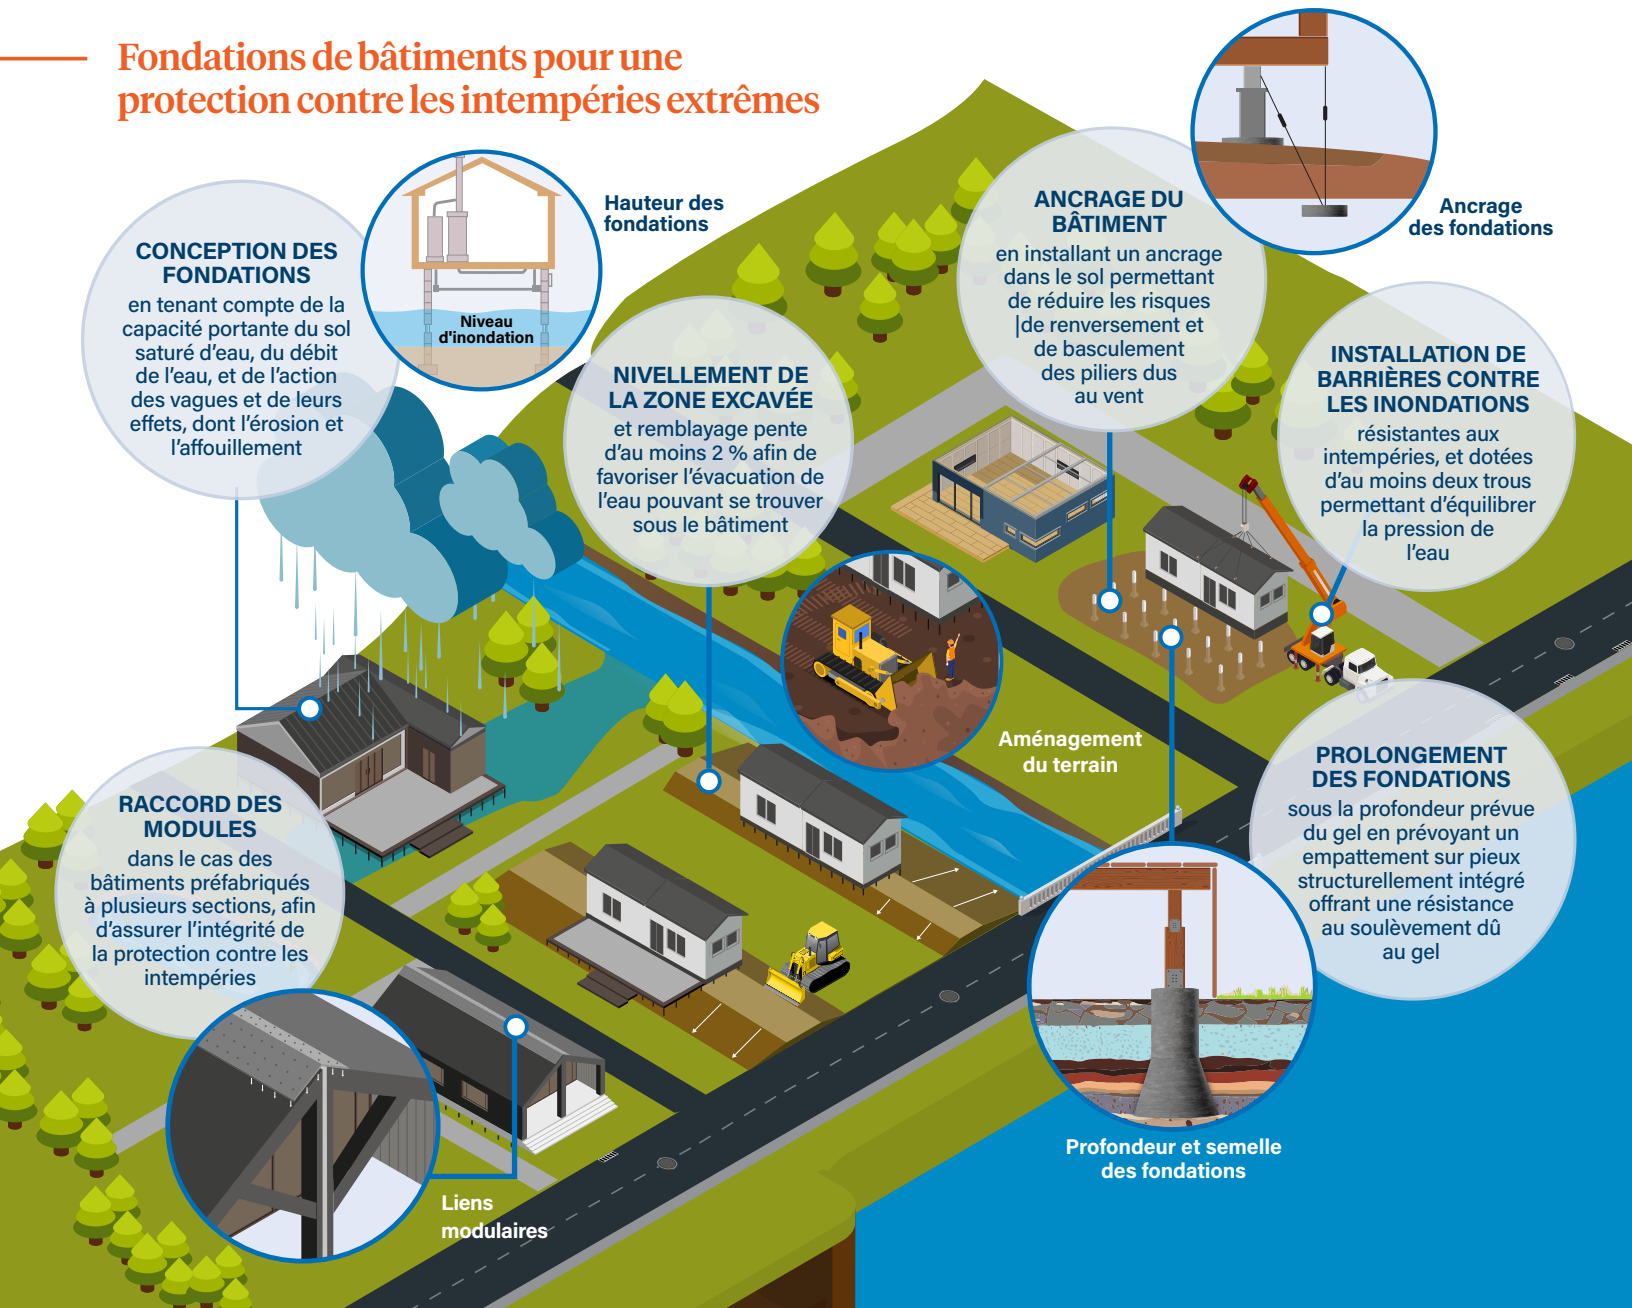 Fondations de bâtiments pour une
protection contre les intempéries extrêmes
CONCEPTION DES
FONDATIONS
en tenant compte de la
capacité portante du sol
saturé d'eau, du débit
de l'eau, et de l'action
des vagues et de leurs
effets, dont l'érosion et
l'affouillement
Hauteur des
fondations
Niveau
d'inondation
NIVELLEMENT DE
LA ZONE EXCAVÉE
et remblayage pente
d'au moins 2 % afin de
favoriser l'évacuation de
l'eau pouvant se trouver
sous le bâtiment
ANCRAGE DU
BÂTIMENT
en installant un ancrage
dans le sol permettant
de réduire les risques
|de renversement et
de basculement
des piliers dus
au vent
Ancrage
des fondations
INSTALLATION DE
BARRIÈRES CONTRE
LES INONDATIONS
résistantes aux
intempéries, et dotées
d'au moins deux trous
permettant d'équilibrer
la pression de
l'eau
Aménagement
du terrain
PROLONGEMENT
DES FONDATIONS
sous la profondeur prévue
du gel en prévoyant un
empattement sur pieux
structurellement intégré
offrant une résistance
au soulèvement dû
au gel
RACCORD DES
MODULES
dans le cas des
bâtiments préfabriqués
à plusieurs sections, afin
d'assurer l'intégrité de
la protection contre les
intempéries
Profondeur et semelle
des fondations
Liens
modulaires